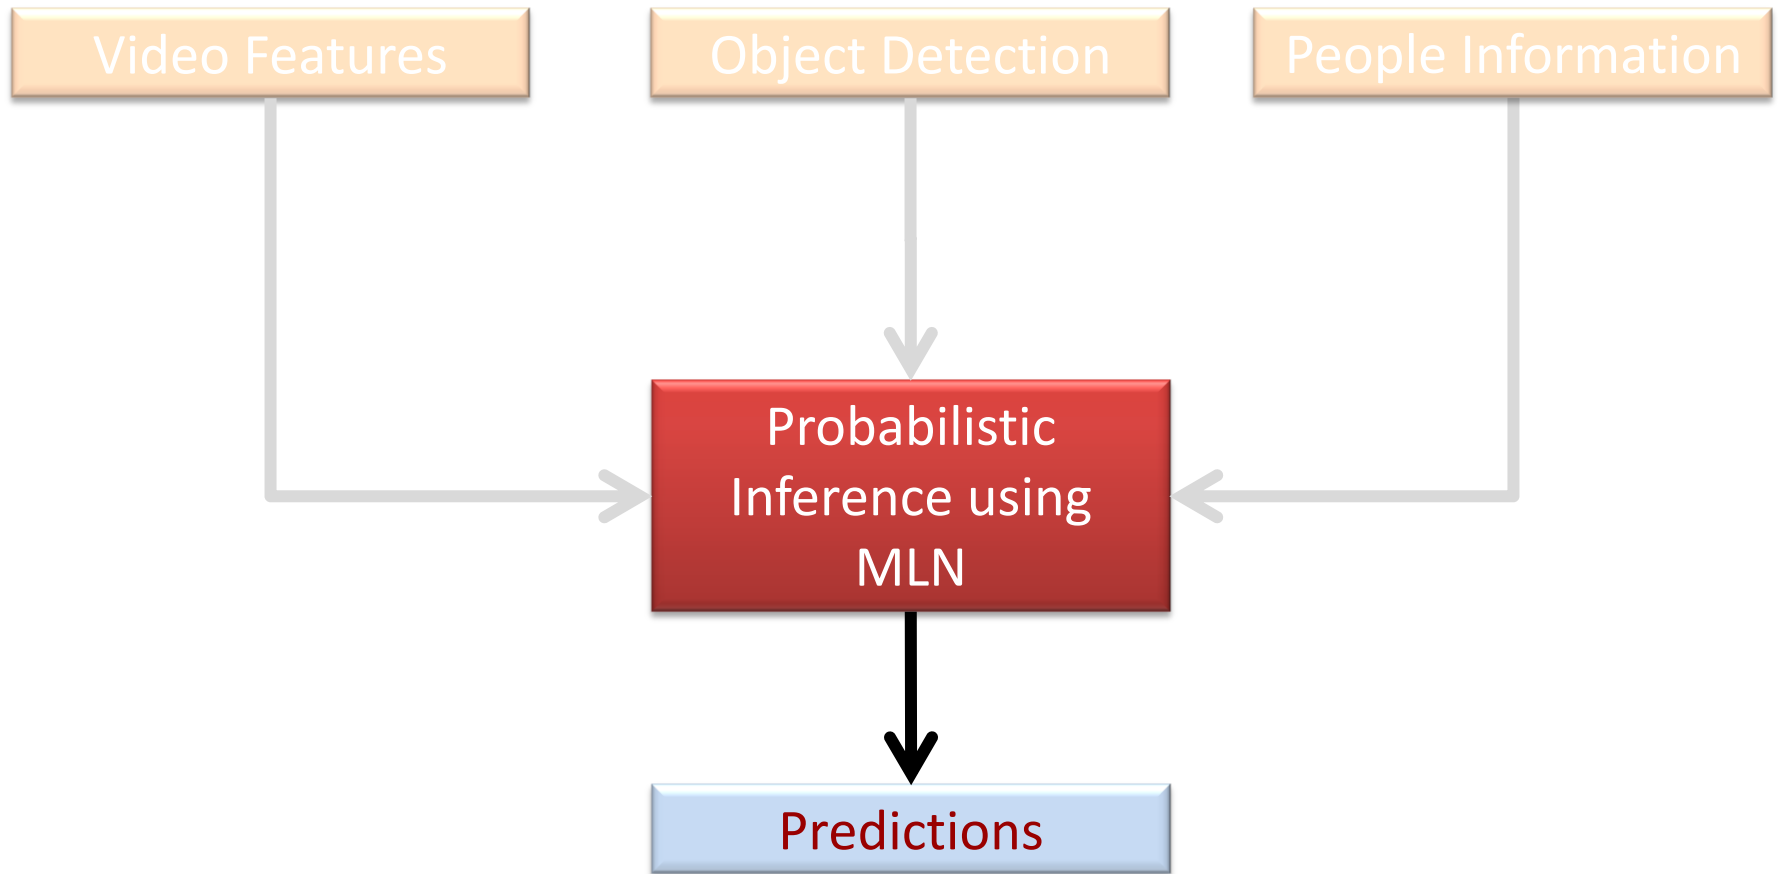 Video Features
Object Detection
People Information
Probabilistic
Inference using
MLN
Predictions